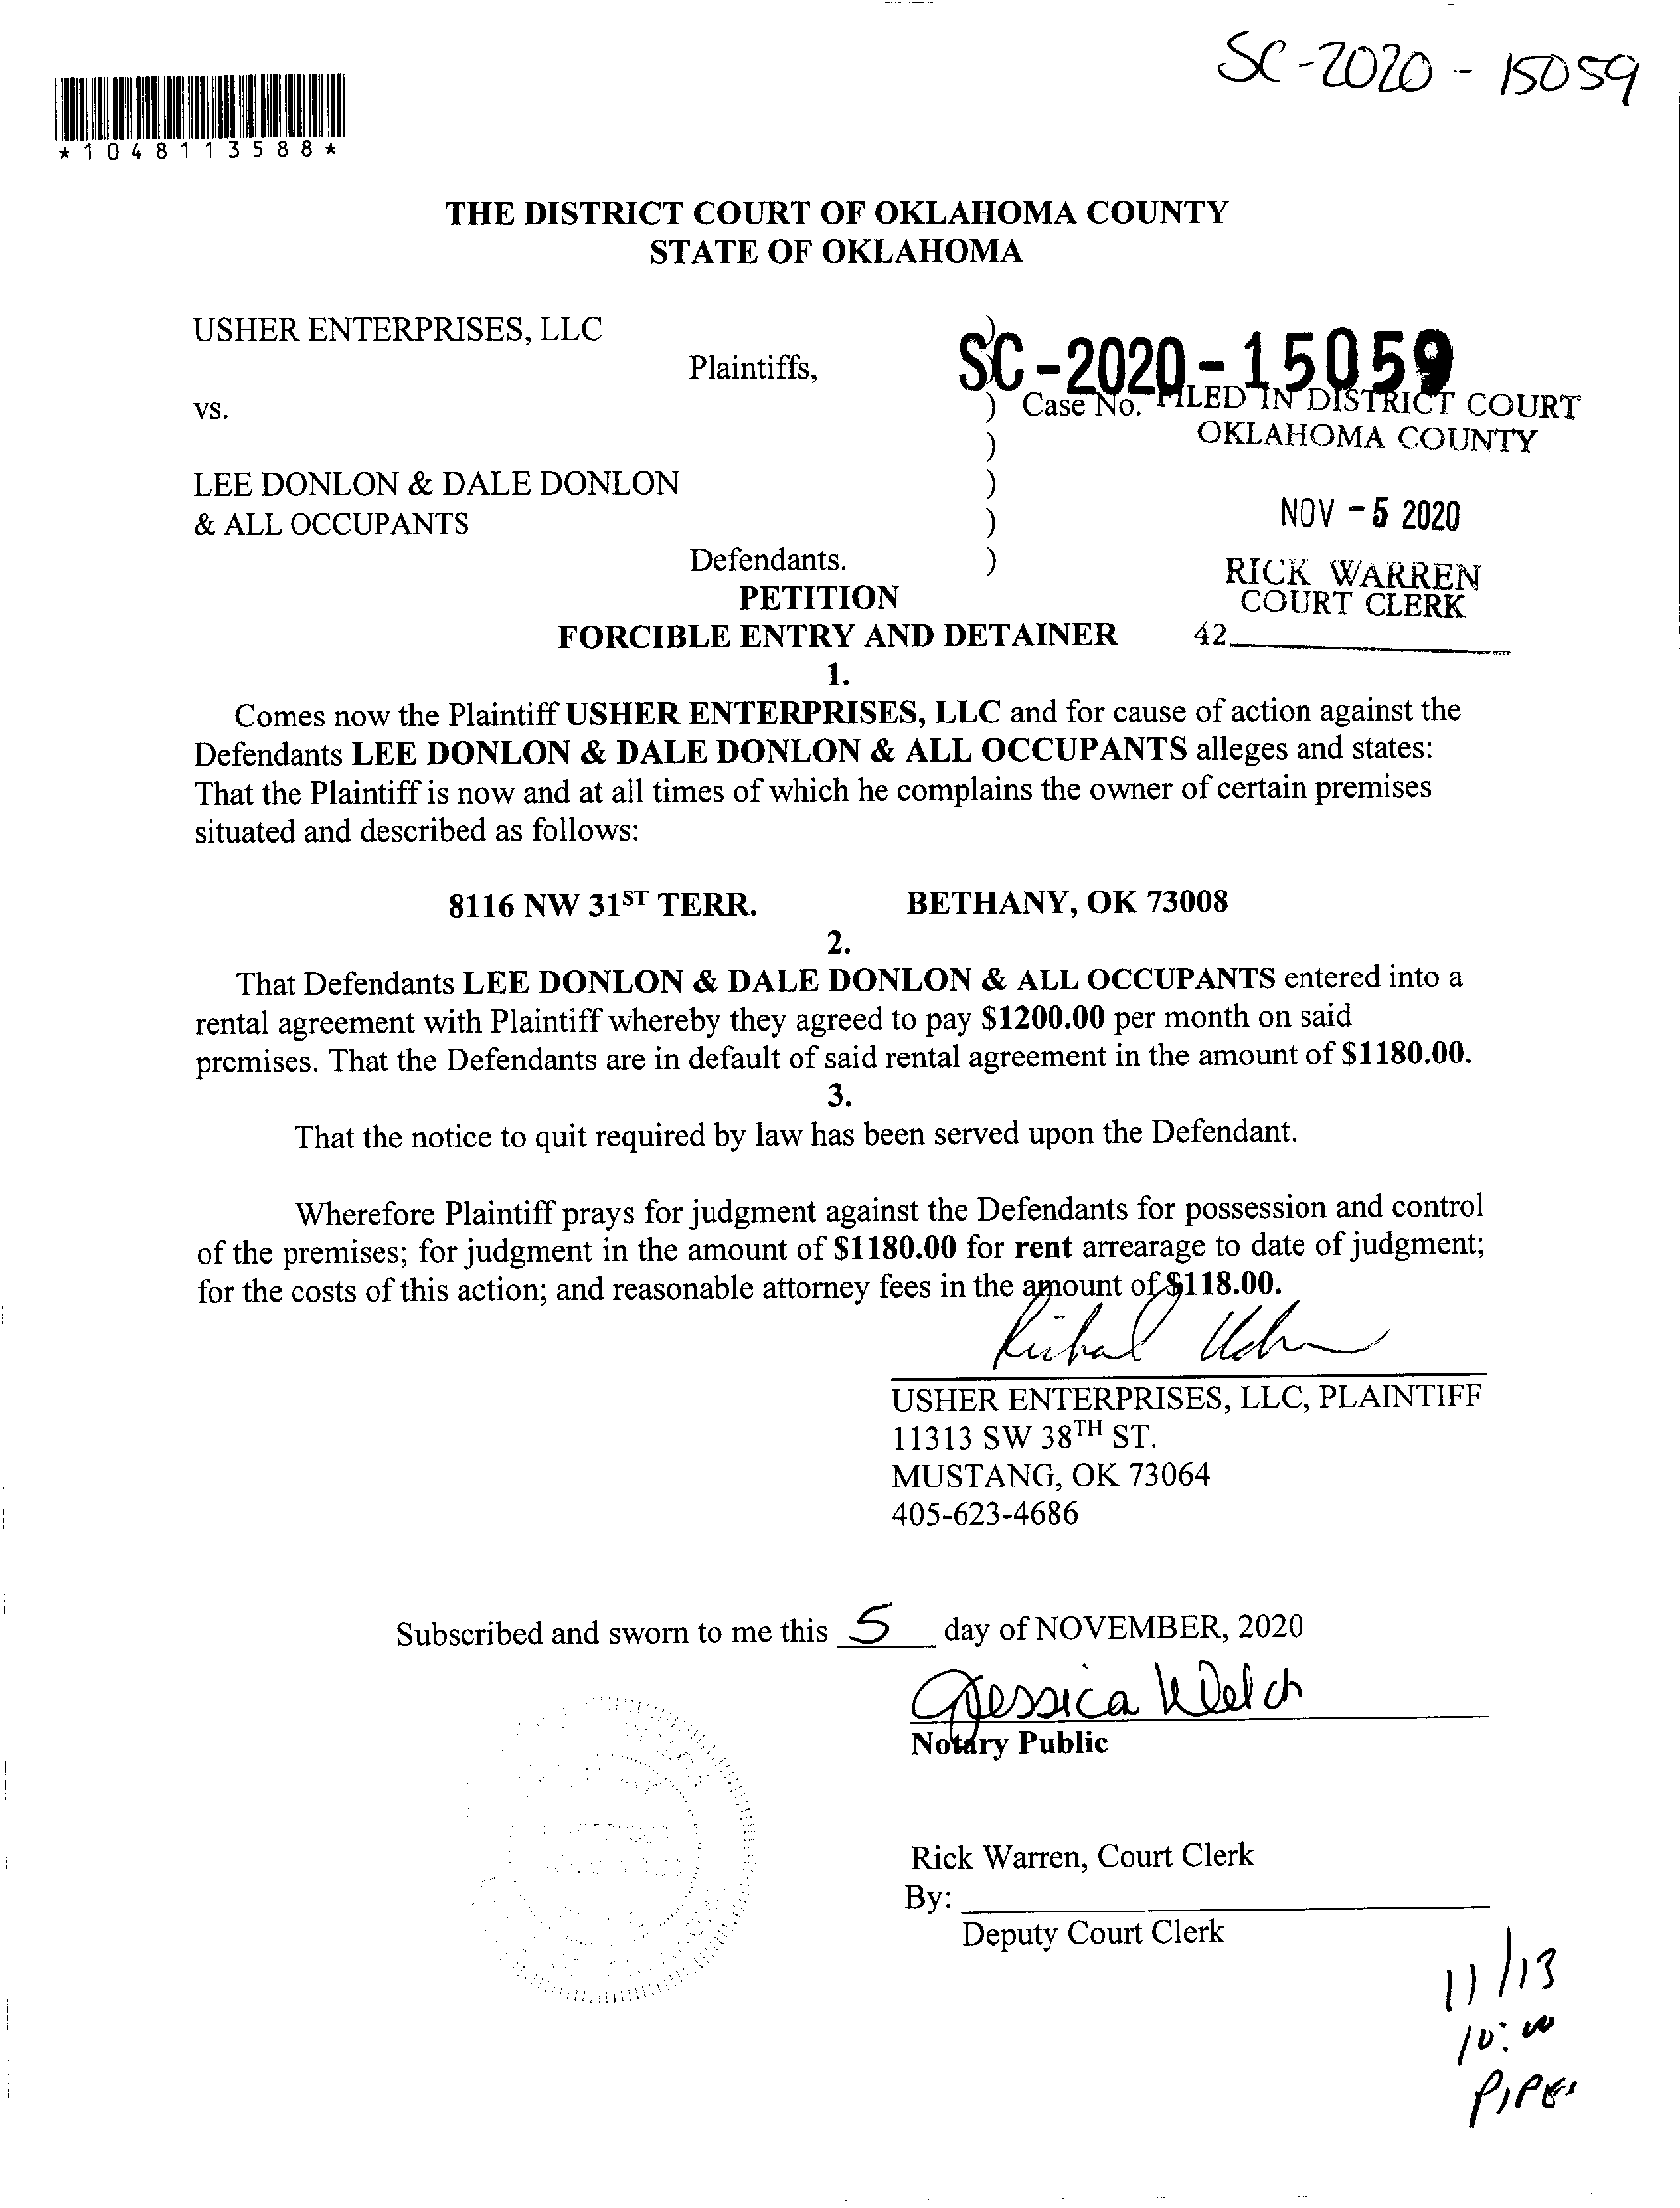 SC-2020-15059
*1048113588*
THE DISTRICT COURT OF OKLAHOMA COUNTY
STATE OF OKLAHOMA
USHER ENTERPRISES, LLC )
Plaintiffs, SC-2020-15059
vs. ) Case No. FILED IN DISTRICT COURT
) OKLAHOMA COUNTY
LEE DONLON & DALE DONLON )
& ALL OCCUPANTS ) NOV -5 2020
Defendants. )
RICK WARREN
PETITION COURT CLERK
FORCIBLE ENTRY AND DETAINER 42
1.
Comes now the Plaintiff USHER ENTERPRISES, LLC and for cause of action against the
Defendants LEE DONLON & DALE DONLON & ALL OCCUPANTS alleges and states:
That the Plaintiff is now and at all times of which he complains the owner of certain premises
situated and described as follows:
8116 NW 31ST TERR. BETHANY, OK 73008
2.
That Defendants LEE DONLON & DALE DONLON & ALL OCCUPANTS entered into a
rental agreement with Plaintiff whereby they agreed to pay $1200.00 per month on said
premises. That the Defendants are in default of said rental agreement in the amount of $1180.00.
3.
That the notice to quit required by law has been served upon the Defendant.
Wherefore Plaintiff prays for judgment against the Defendants for possession and control
of the premises; for judgment in the amount of $1180.00 for rent arrearage to date of judgment;
for the costs of this action; and reasonable attorney fees in the amount of $118.00.
USHER ENTERPRISES, LLC, PLAINTIFF
11313 SW 38TH ST.
MUSTANG, OK 73064
405-623-4686
Subscribed and sworn to me this 5 day of NOVEMBER, 2020
Jessica Welch
Notary Public
Rick Warren, Court Clerk
By:
Deputy Court Clerk
11/13
10:00